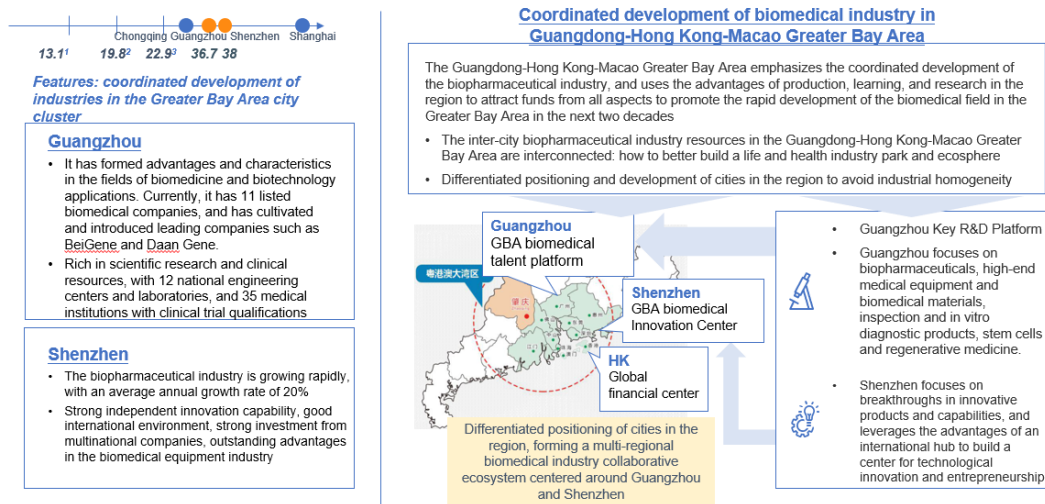 Chongqing Guangzhou Shenzhen Shanghai
13.1¹ 19.8² 22.9³ 36.7 38
Features: coordinated development of
industries in the Greater Bay Area city
cluster
Guangzhou
• It has formed advantages and characteristics
in the fields of biomedicine and biotechnology
applications. Currently, it has 11 listed
biomedical companies, and has cultivated
and introduced leading companies such as
BeiGene and Daan Gene.
• Rich in scientific research and clinical
resources, with 12 national engineering
centers and laboratories, and 35 medical
institutions with clinical trial qualifications
Shenzhen
• The biopharmaceutical industry is growing rapidly,
with an average annual growth rate of 20%
• Strong independent innovation capability, good
international environment, strong investment from
multinational companies, outstanding advantages
in the biomedical equipment industry
Coordinated development of biomedical industry in
Guangdong-Hong Kong-Macao Greater Bay Area
The Guangdong-Hong Kong-Macao Greater Bay Area emphasizes the coordinated development of
the biopharmaceutical industry, and uses the advantages of production, learning, and research in the
region to attract funds from all aspects to promote the rapid development of the biomedical field in the
Greater Bay Area in the next two decades
• The inter-city biopharmaceutical industry resources in the Guangdong-Hong Kong-Macao Greater
Bay Area are interconnected: how to better build a life and health industry park and ecosphere
• Differentiated positioning and development of cities in the region to avoid industrial homogeneity
Guangzhou
GBA biomedical
talent platform
粤港澳大湾区
肇庆
Shenzhen
GBA biomedical
Innovation Center
HK
Global
financial center
Differentiated positioning of cities in the
region, forming a multi-regional
biomedical industry collaborative
ecosystem centered around Guangzhou
and Shenzhen
• Guangzhou Key R&D Platform
• Guangzhou focuses on
biopharmaceuticals, high-end
medical equipment and
biomedical materials,
inspection and in vitro
diagnostic products, stem cells
and regenerative medicine.
• Shenzhen focuses on
breakthroughs in innovative
products and capabilities, and
leverages the advantages of an
international hub to build a
center for technological
innovation and entrepreneurship